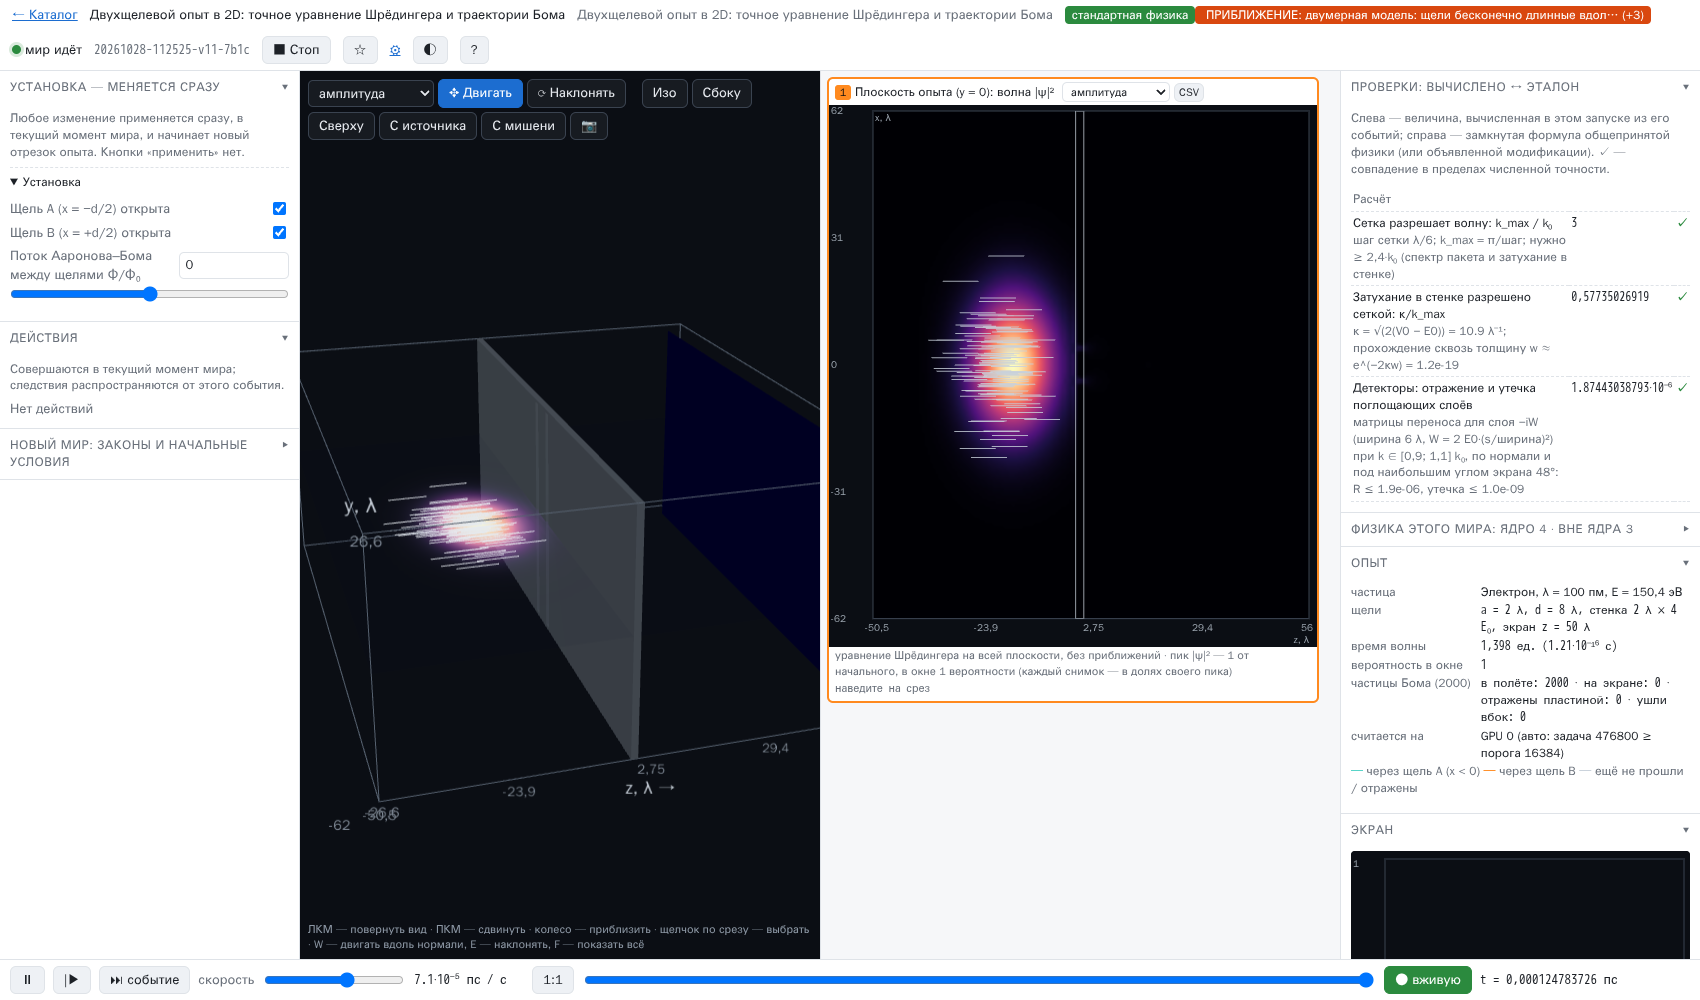 ← Каталог Двухщелевой опыт в 2D: точное уравнение Шрёдингера и траектории Бома Двухщелевой опыт в 2D: точное уравнение Шрёдингера и траектории Бома стандартная физика ПРИБЛИЖЕНИЕ: двумерная модель: щели бесконечно длинные вдол··· (+3)
мир идёт 20261028-112525-v11-7b1c ■ Стоп ☆ ⚙ ◐ ?
УСТАНОВКА — МЕНЯЕТСЯ СРАЗУ ▾
Любое изменение применяется сразу, в
текущий момент мира, и начинает новый
отрезок опыта. Кнопки «применить» нет.
▼ Установка
Щель A (x = −d/2) открыта
Щель B (x = +d/2) открыта
Поток Ааронова—Бома
между щелями Φ/Φ₀
0
ДЕЙСТВИЯ ▾
Совершаются в текущий момент мира;
следствия распространяются от этого события.
Нет действий
НОВЫЙ МИР: ЗАКОНЫ И НАЧАЛЬНЫЕ
УСЛОВИЯ ▸
амплитуда ✥ Двигать ⟳ Наклонять Изо Сбоку
Сверху С источника С мишени 📷
y, λ
26,6
29,4
2,75
z, λ →
-23,9
-26,6
-50,5
-62
ЛКМ — повернуть вид · ПКМ — сдвинуть · колесо — приблизить · щелчок по срезу — выбрать
· W — двигать вдоль нормали, E — наклонять, F — показать всё
1 Плоскость опыта (y = 0): волна |ψ|² амплитуда CSV
62
x, λ
31
0
-31
-62
-50,5 -23,9 2,75 29,4 56
z, λ
уравнение Шрёдингера на всей плоскости, без приближений · пик |ψ|² — 1 от
начального, в окне 1 вероятности (каждый снимок — в долях своего пика)
наведите на срез
ПРОВЕРКИ: ВЫЧИСЛЕНО ↔ ЭТАЛОН ▾
Слева — величина, вычисленная в этом запуске из его
событий; справа — замкнутая формула общепринятой
физики (или объявленной модификации). ✓ —
совпадение в пределах численной точности.
Расчёт
Сетка разрешает волну: k_max / k₀ 3 ✓
шаг сетки λ/6; k_max = π/шаг; нужно
≥ 2,4·k₀ (спектр пакета и затухание в
стенке)
Затухание в стенке разрешено 0,57735026919 ✓
сеткой: κ/k_max
κ = √(2(V0 − E0)) = 10.9 λ⁻¹;
прохождение сквозь толщину w ≈
e^(−2κw) = 1.2e-19
Детекторы: отражение и утечка 1.87443038793·10⁻⁶ ✓
поглощающих слоёв
матрицы переноса для слоя −iW
(ширина 6 λ, W = 2 E0·(s/ширина)²)
при k ∈ [0,9; 1,1] k₀, по нормали и
под наибольшим углом экрана 48°:
R ≤ 1.9e-06, утечка ≤ 1.0e-09
ФИЗИКА ЭТОГО МИРА: ЯДРО 4 · ВНЕ ЯДРА 3 ▸
ОПЫТ ▾
частица Электрон, λ = 100 пм, E = 150,4 эВ
щели a = 2 λ, d = 8 λ, стенка 2 λ × 4
E₀, экран z = 50 λ
время волны 1,398 ед. (1.21·10⁻¹⁶ с)
вероятность в окне 1
частицы Бома (2000) в полёте: 2000 · на экране: 0 ·
отражены пластиной: 0 · ушли
вбок: 0
считается на GPU 0 (авто: задача 476800 ≥
порога 16384)
— через щель A (x < 0) — через щель B — ещё не прошли
/ отражены
ЭКРАН ▾
1
⏸ |▶ ⏭ событие скорость 7.1·10⁻⁵ пс / с 1:1 вживую t = 0,000124783726 пс